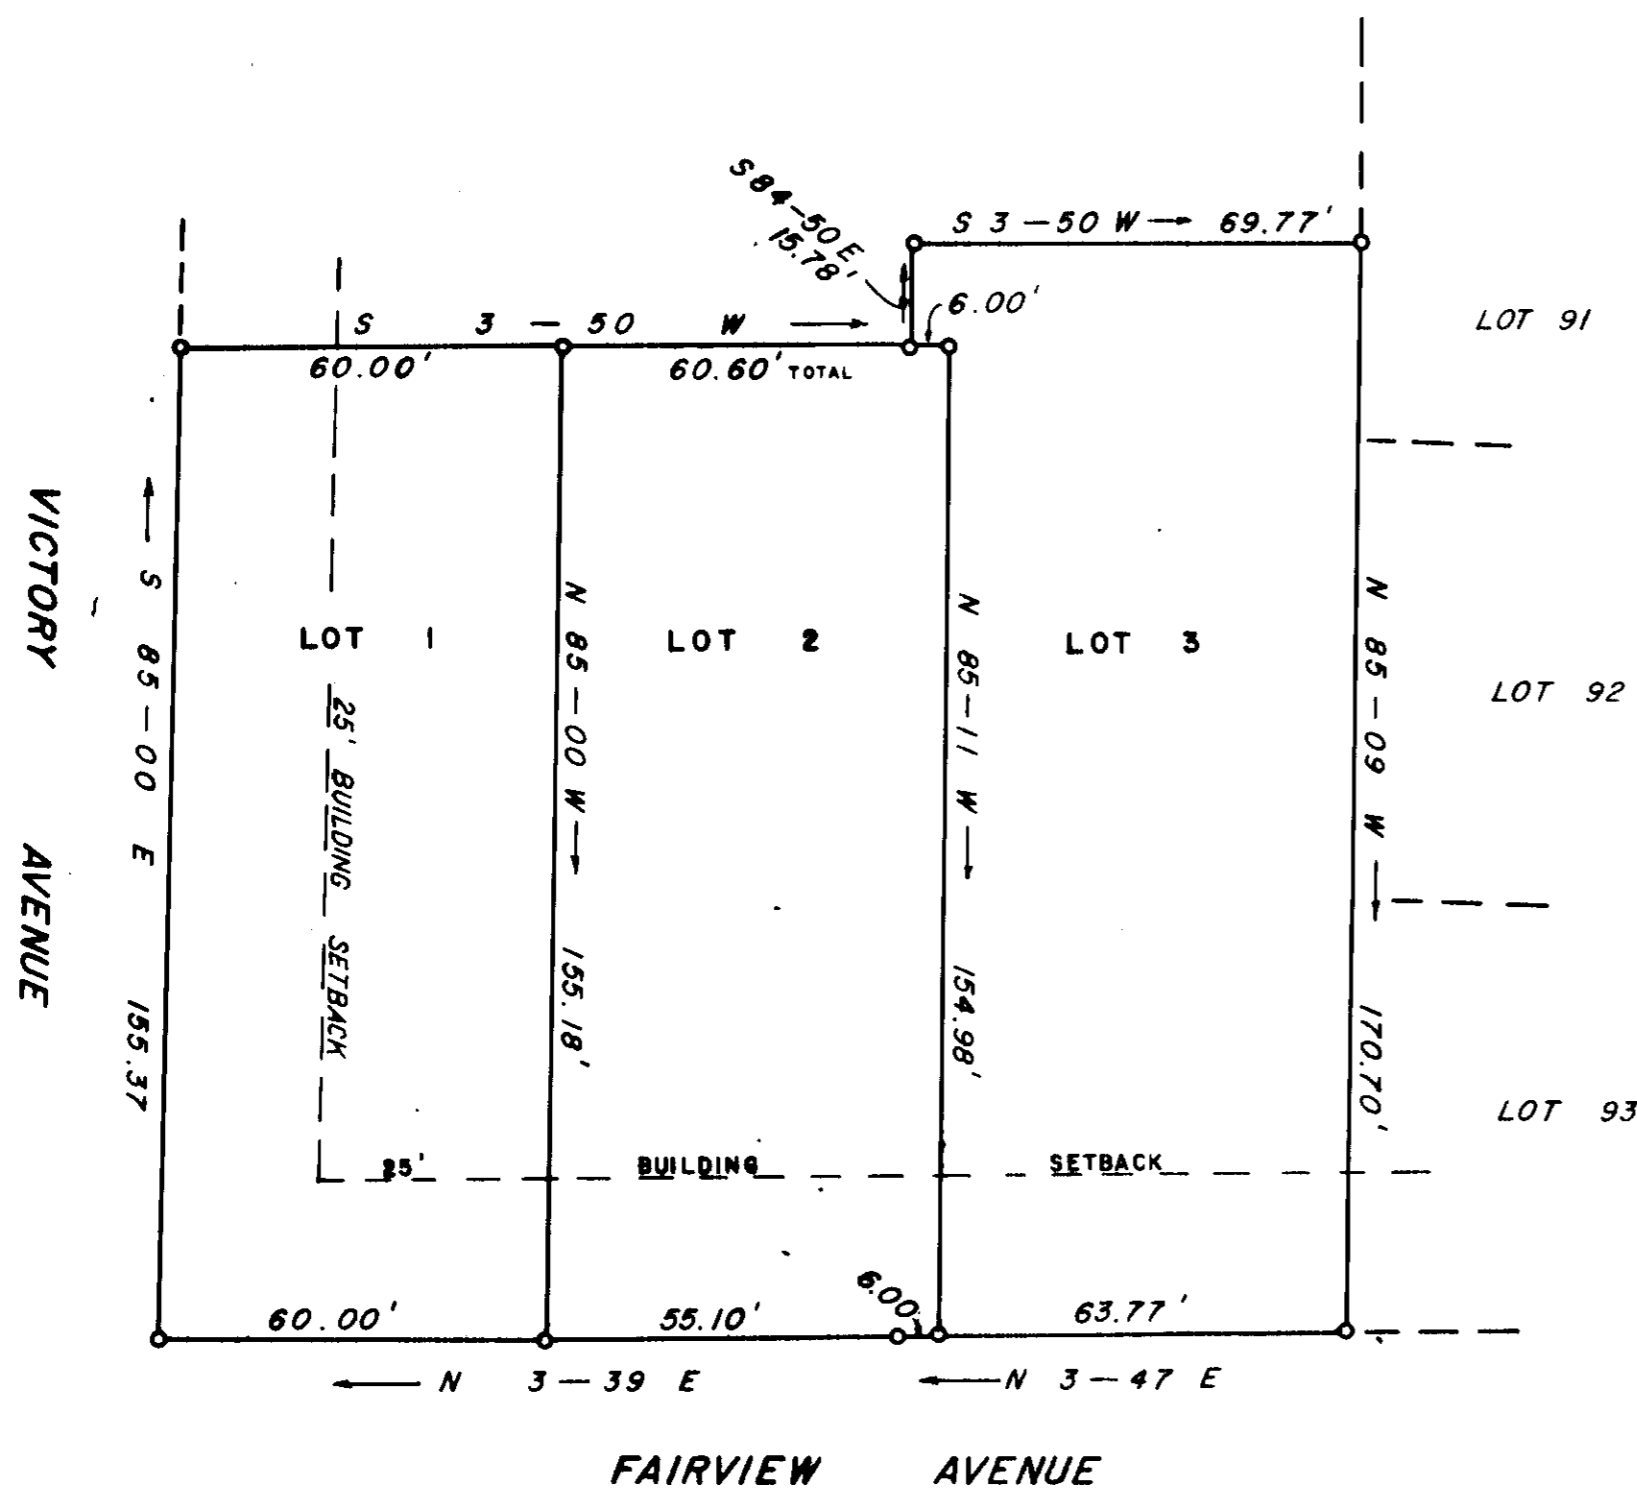 S 84-50 E
15.78'
S 3-50 W 69.77'
6.00'
S 3-50 W
60.00'
60.60' TOTAL
LOT 91
VICTORY AVENUE
S 85-00 E 155.37
LOT 1
25' BUILDING SETBACK
N 85-00 W 155.18'
LOT 2
N 85-11 W 154.98'
LOT 3
N 85-09 W 170.70'
LOT 92
LOT 93
25' BUILDING SETBACK
60.00'
55.10'
6.00
63.77'
N 3-39 E
N 3-47 E
FAIRVIEW AVENUE